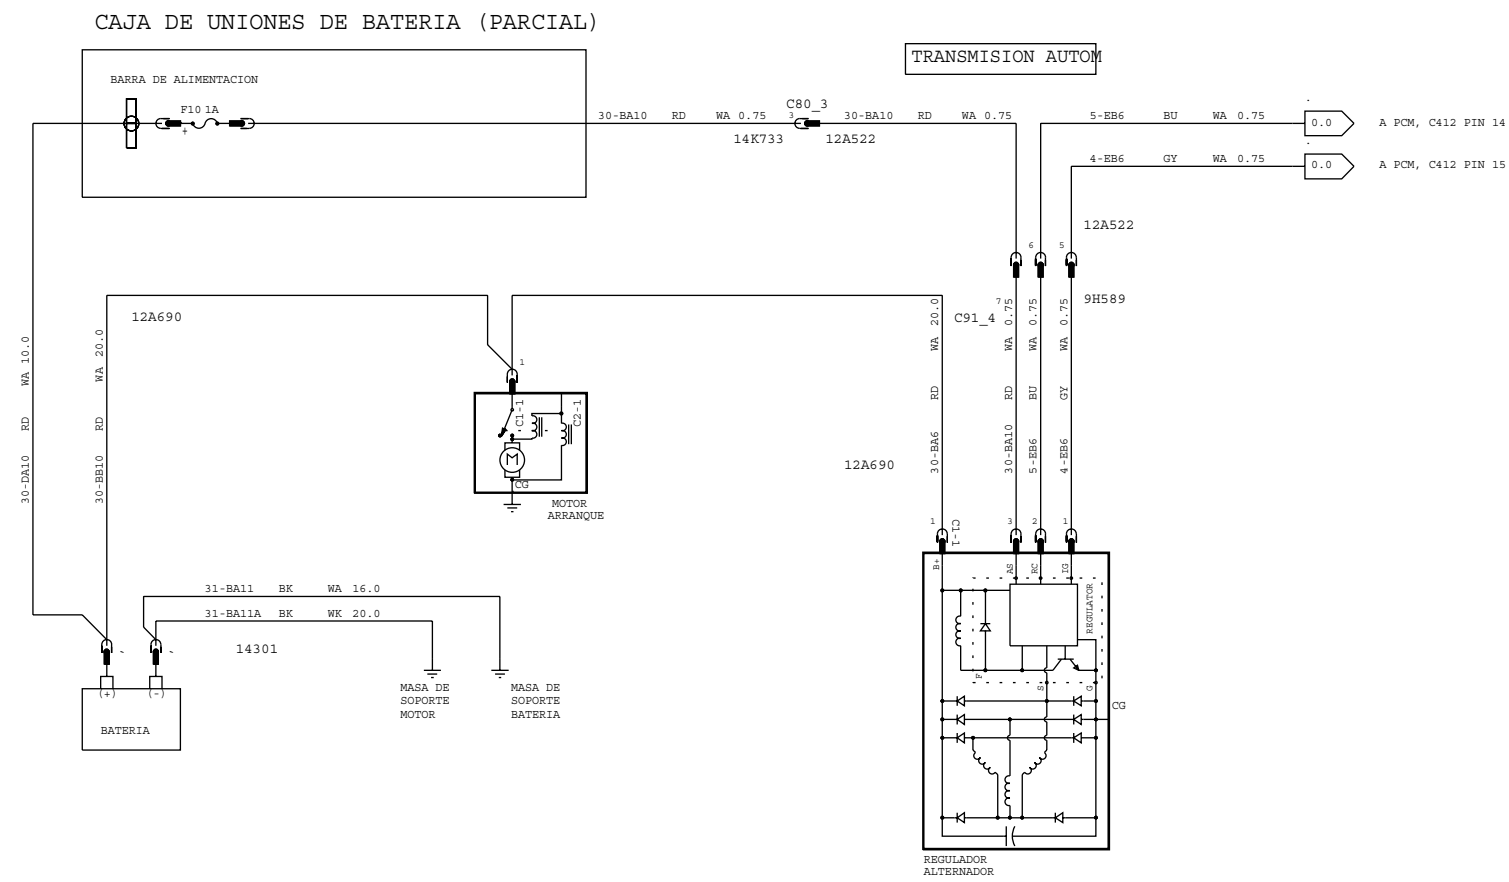 CAJA DE UNIONES DE BATERIA (PARCIAL)
TRANSMISION AUTOM
BARRA DE ALIMENTACION
F10 1A
+
30-BA10 RD WA 0.75
C80_3
3
30-BA10 RD WA 0.75
14K733
12A522
5-EB6 BU WA 0.75
0.0
A PCM, C412 PIN 14
4-EB6 GY WA 0.75
0.0
A PCM, C412 PIN 15
12A522
6
5
7
9H589
C91_4
12A690
30-DA10 RD WA 10.0
30-BB10 RD WA 20.0
30-BA6 RD WA 20.0
30-BA10 RD WA 0.75
5-EB6 BU WA 0.75
4-EB6 GY WA 0.75
1
C1-1
C2-1
M
CG
MOTOR
ARRANQUE
12A690
1
C1-1
3
2
1
B+
AS
RC
IG
REGULATOR
F
S
G
CG
REGULADOR
ALTERNADOR
31-BA11 BK WA 16.0
31-BA11A BK WK 20.0
14301
MASA DE
SOPORTE
MOTOR
MASA DE
SOPORTE
BATERIA
(+)
(-)
BATERIA